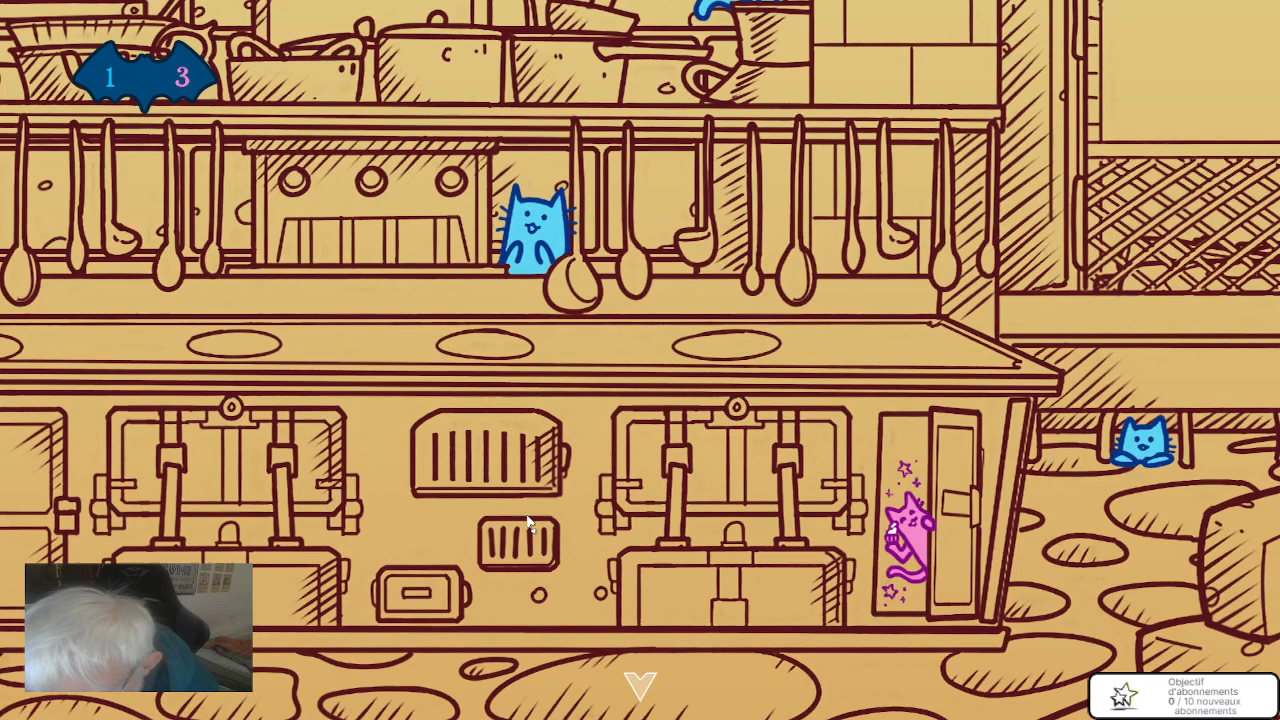 1 3
Objectif
d'abonnements
0 / 10 nouveaux
abonnements